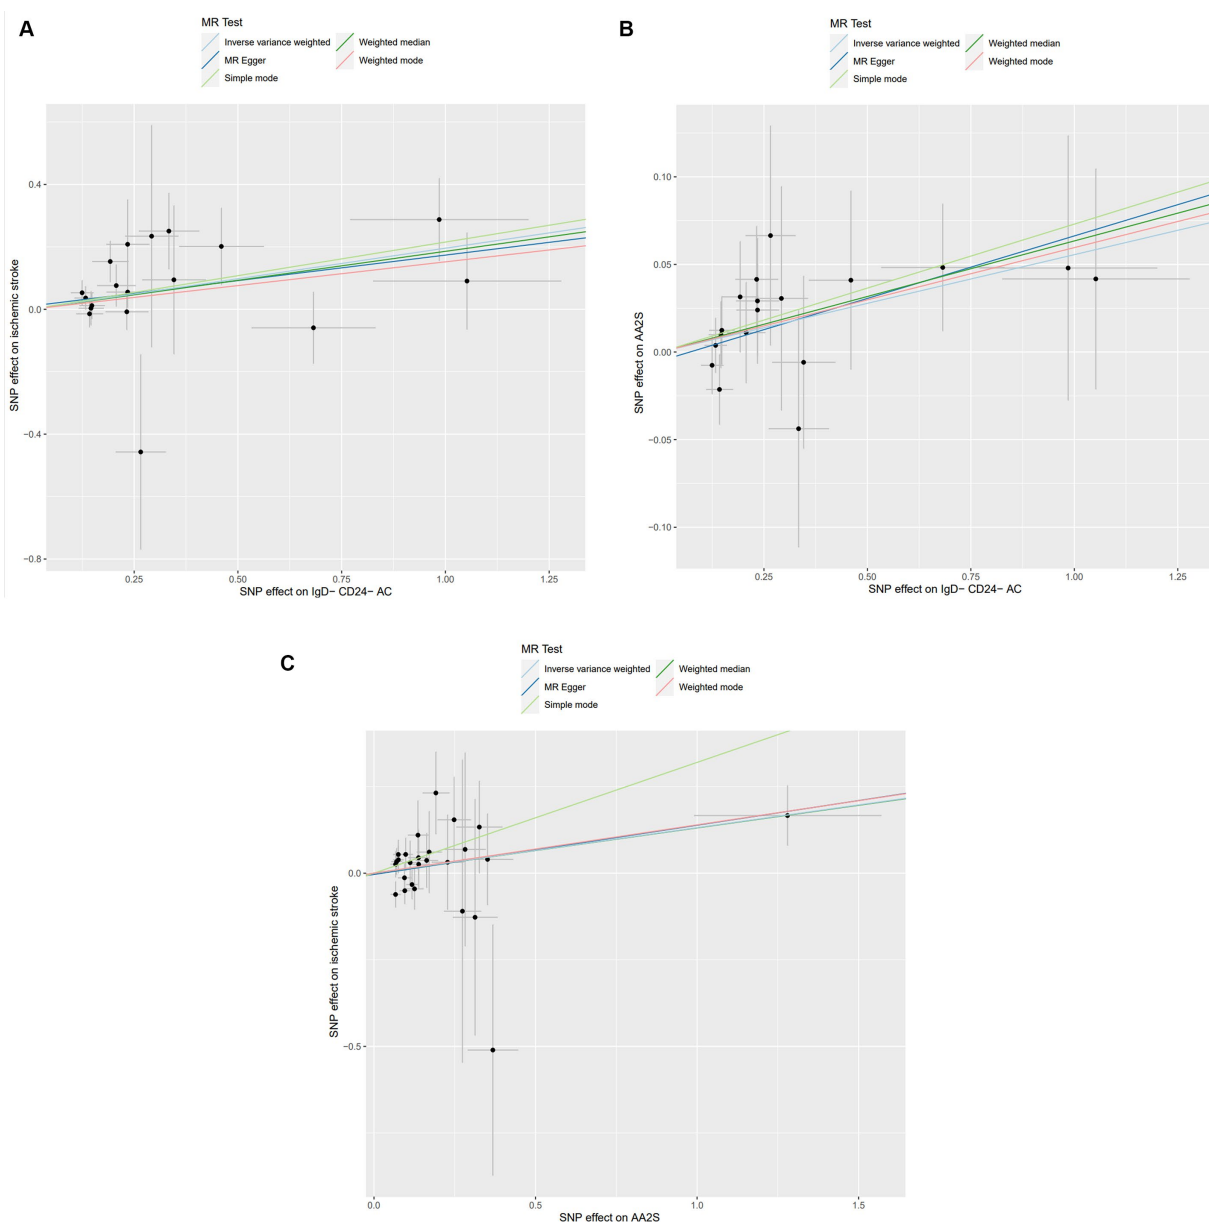 A
MR Test
Inverse variance weighted
Weighted median
MR Egger
Weighted mode
Simple mode
0.4
0.0
−0.4
−0.8
SNP effect on ischemic stroke
0.25 0.50 0.75 1.00 1.25
SNP effect on IgD− CD24− AC
B
MR Test
Inverse variance weighted
Weighted median
MR Egger
Weighted mode
Simple mode
0.10
0.05
0.00
−0.05
−0.10
SNP effect on AA2S
0.25 0.50 0.75 1.00 1.25
SNP effect on IgD− CD24− AC
C
MR Test
Inverse variance weighted
Weighted median
MR Egger
Weighted mode
Simple mode
0.0
−0.5
SNP effect on ischemic stroke
0.0 0.5 1.0 1.5
SNP effect on AA2S